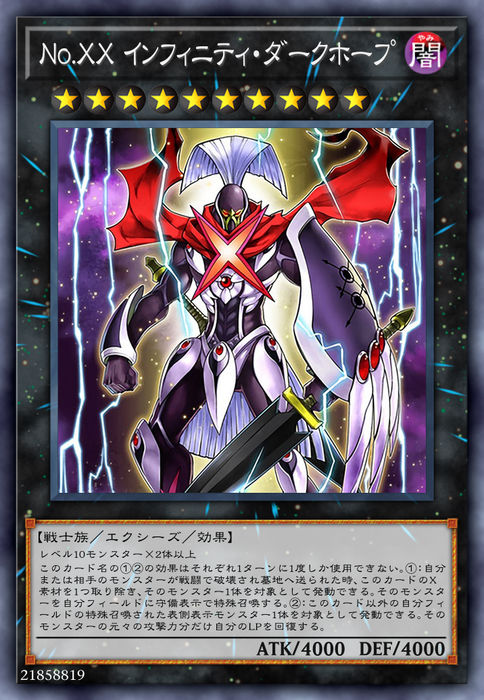 No.XX インフィニティ・ダークホープ
やみ
闇
【戦士族／エクシーズ／効果】
レベル10モンスター×2体以上
このカード名の①②の効果はそれぞれ1ターンに1度しか使用できない。①：自分
または相手のモンスターが戦闘で破壊され墓地へ送られた時、このカードのX
素材を1つ取り除き、そのモンスター1体を対象として発動できる。そのモンスター
を自分フィールドに守備表示で特殊召喚する。②：このカード以外の自分フィ
ールドの特殊召喚された表側表示モンスター1体を対象として発動できる。そ
のモンスターの元々の攻撃力分だけ自分のLPを回復する。
ATK/4000 DEF/4000
21858819